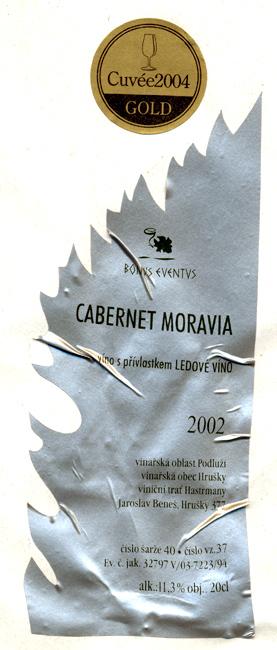 Cuvée2004
GOLD
BONVS EVENTVS
CABERNET MORAVIA
víno s přívlastkem LEDOVÉ VÍNO
2002
vinařská oblast Podluží
vinařská obec Hrušky
viniční trať Hastrmany
Jaroslav Beneš, Hrušky 377
číslo šarže 40 • číslo vz.37
Ev. č. jak. 32797 V/03-7223/94
alk.:11,3% obj.. 20cl